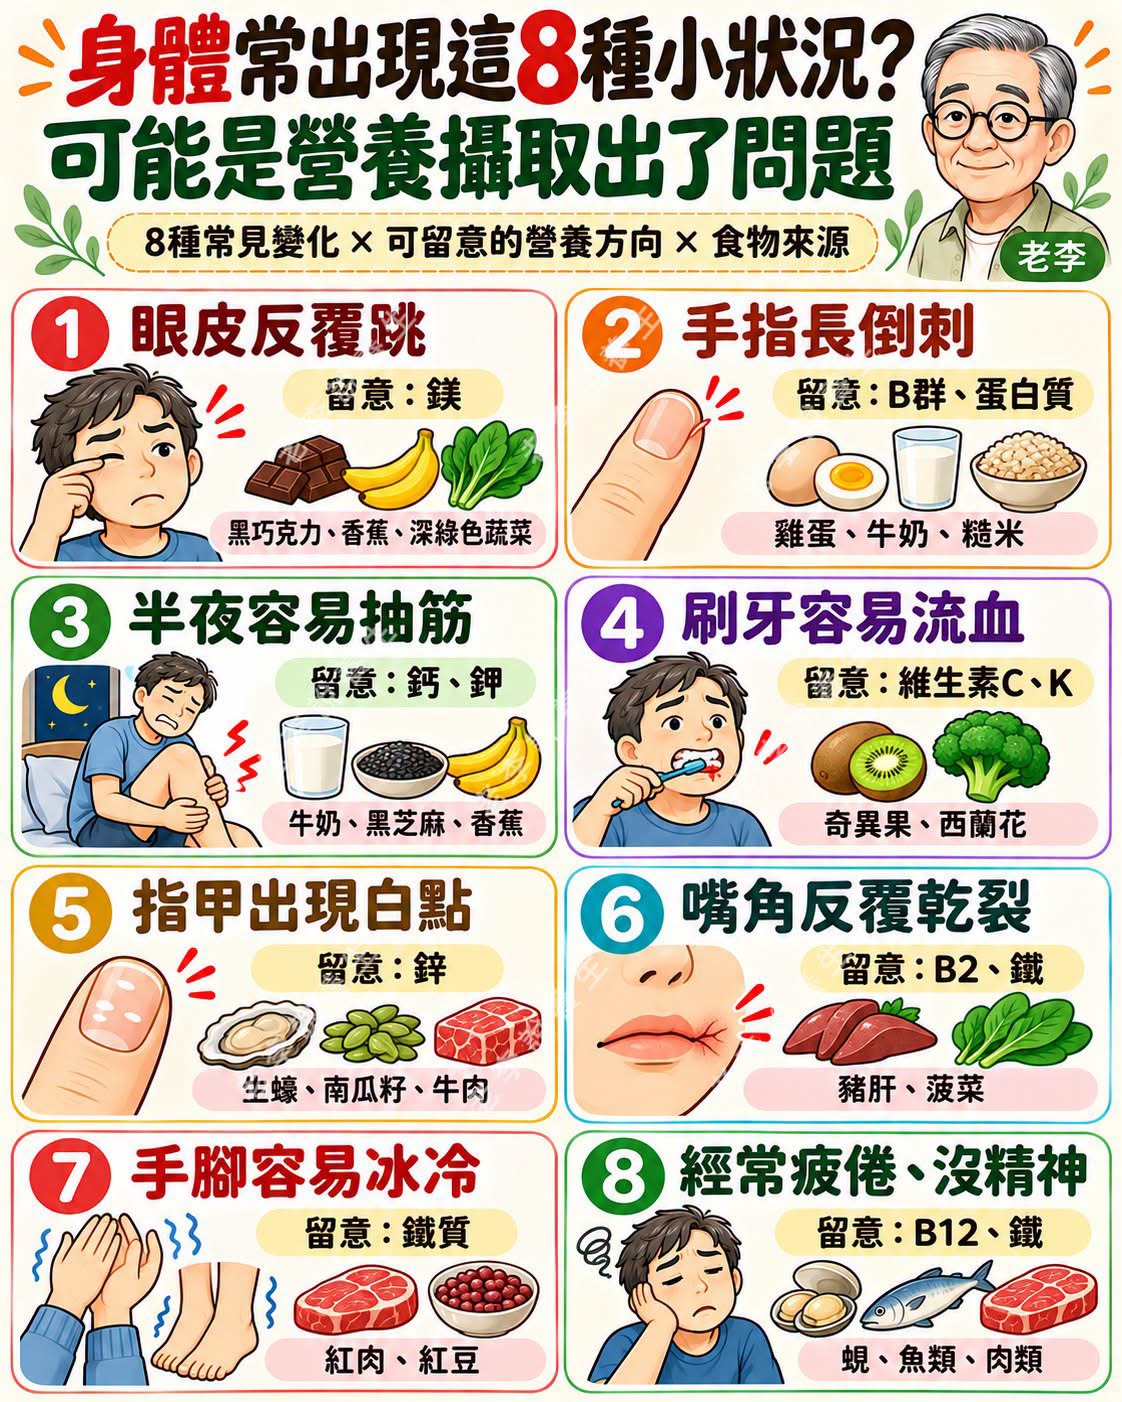 身體常出現這8種小狀況?
可能是營養攝取出了問題
8種常見變化 × 可留意的營養方向 × 食物來源
老李
1 眼皮反覆跳
留意：鎂
黑巧克力、香蕉、深綠色蔬菜
2 手指長倒刺
留意：B群、蛋白質
雞蛋、牛奶、糙米
3 半夜容易抽筋
留意：鈣、鉀
牛奶、黑芝麻、香蕉
4 刷牙容易流血
留意：維生素C、K
奇異果、西蘭花
5 指甲出現白點
留意：鋅
生蠔、南瓜籽、牛肉
6 嘴角反覆乾裂
留意：B2、鐵
豬肝、菠菜
7 手腳容易冰冷
留意：鐵質
紅肉、紅豆
8 經常疲倦、沒精神
留意：B12、鐵
蜆、魚類、肉類